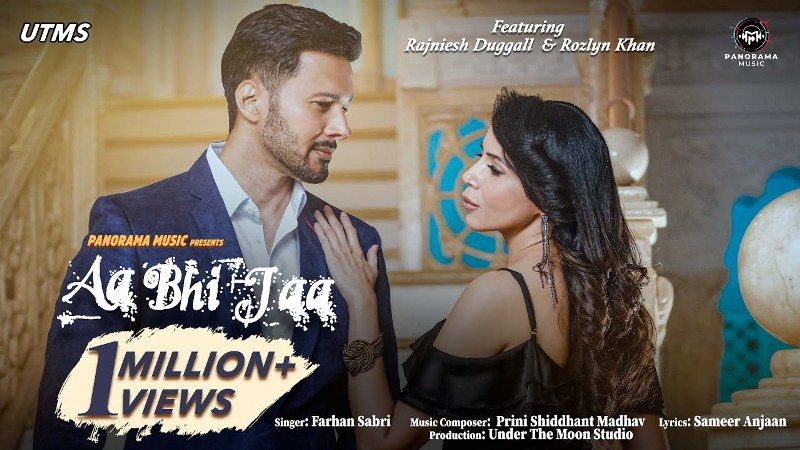 UTMS
Featuring
Rajniesh Duggall & Rozlyn Khan
PANORAMA
MUSIC
PANORAMA MUSIC PRESENTS
Aa Bhi Jaa
1 MILLION+
VIEWS
Singer: Farhan Sabri
Music Composer: Prini Shiddhant Madhav
Lyrics: Sameer Anjaan
Production: Under The Moon Studio